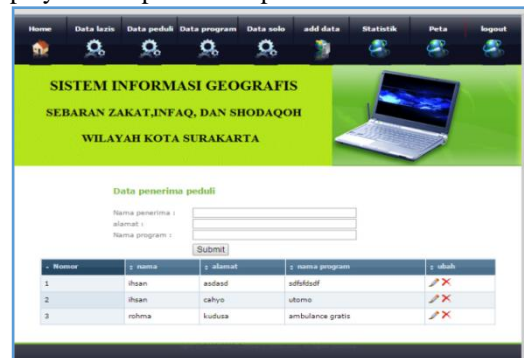 Home Data lazis Data peduli Data program Data solo add data Statistik Peta logout
SISTEM INFORMASI GEOGRAFIS
SEBARAN ZAKAT,INFAQ, DAN SHODAQOH
WILAYAH KOTA SURAKARTA
Data penerima peduli
Nama penerima :
alamat :
Nama program :
Submit
Nomor nama alamat nama program ubah
1 ihsan asdasd sdfsfdsdf
2 ihsan cahyo utomo
3 rohma kudusa ambulance gratis